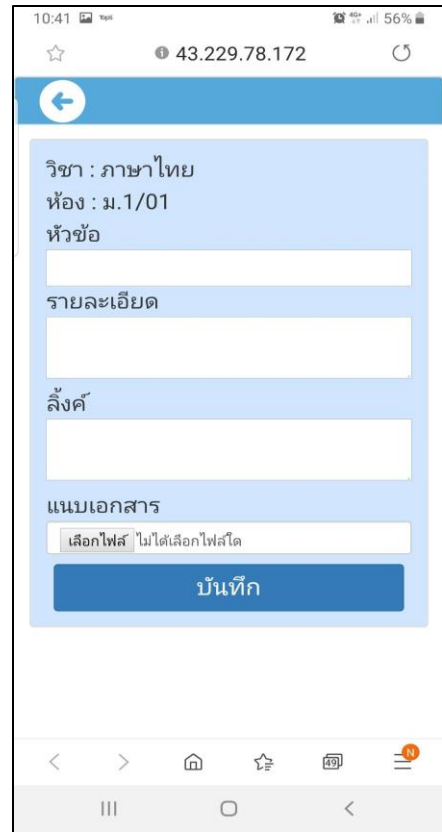 10:41 56%
43.229.78.172
วิชา : ภาษาไทย
ห้อง : ม.1/01
หัวข้อ
รายละเอียด
ลิ้งค์
แนบเอกสาร
เลือกไฟล์ ไม่ได้เลือกไฟล์ใด
บันทึก
49 N